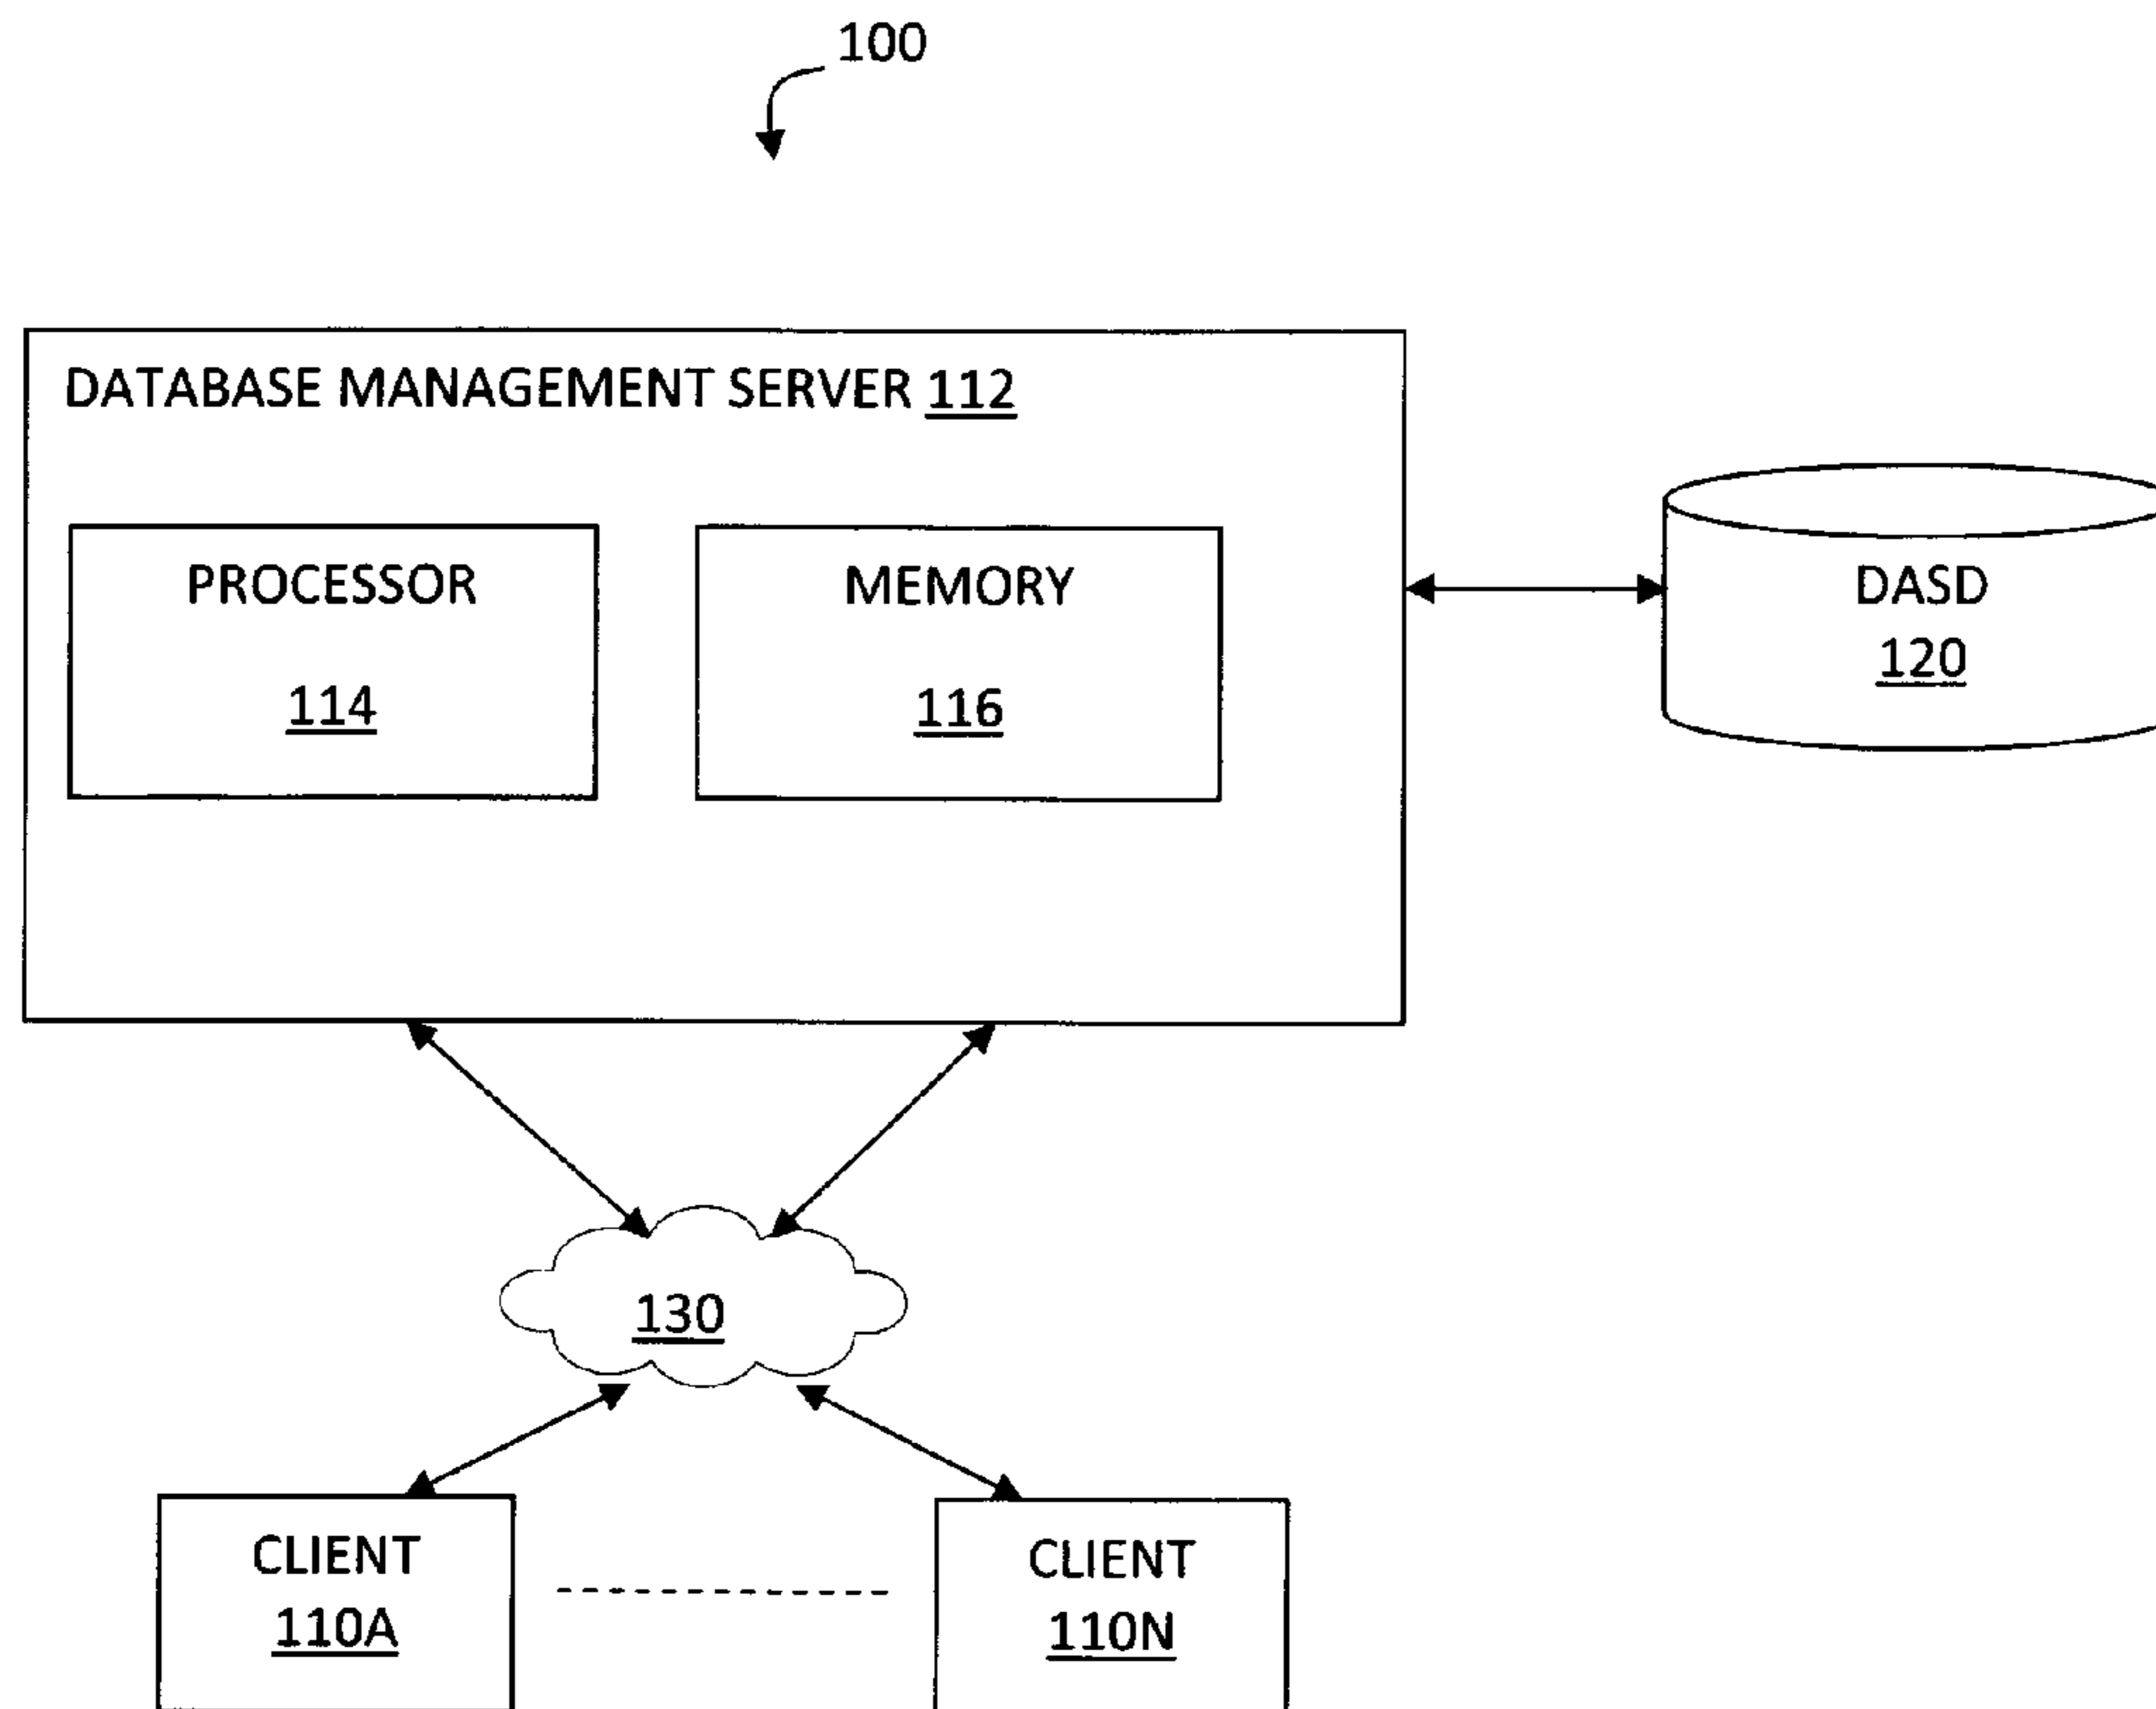 100
DATABASE MANAGEMENT SERVER 112
PROCESSOR
114
MEMORY
116
DASD
120
130
CLIENT
110A
CLIENT
110N